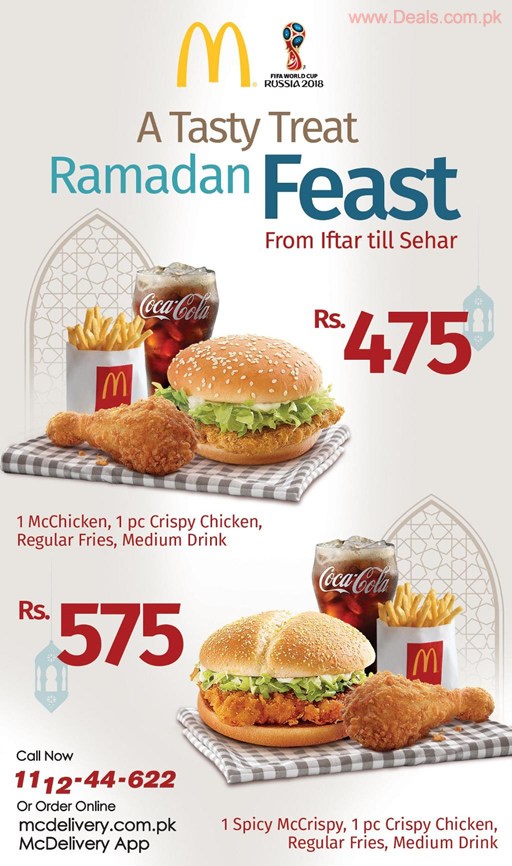 www.Deals.com.pk
M
FIFA WORLD CUP
RUSSIA 2018
A Tasty Treat
Ramadan Feast
From Iftar till Sehar
Coca-Cola
Rs. 475
M
1 McChicken, 1 pc Crispy Chicken,
Regular Fries, Medium Drink
Coca-Cola
Rs. 575
M
Call Now
1112-44-622
Or Order Online
mcdelivery.com.pk
McDelivery App
1 Spicy McCrispy, 1 pc Crispy Chicken,
Regular Fries, Medium Drink